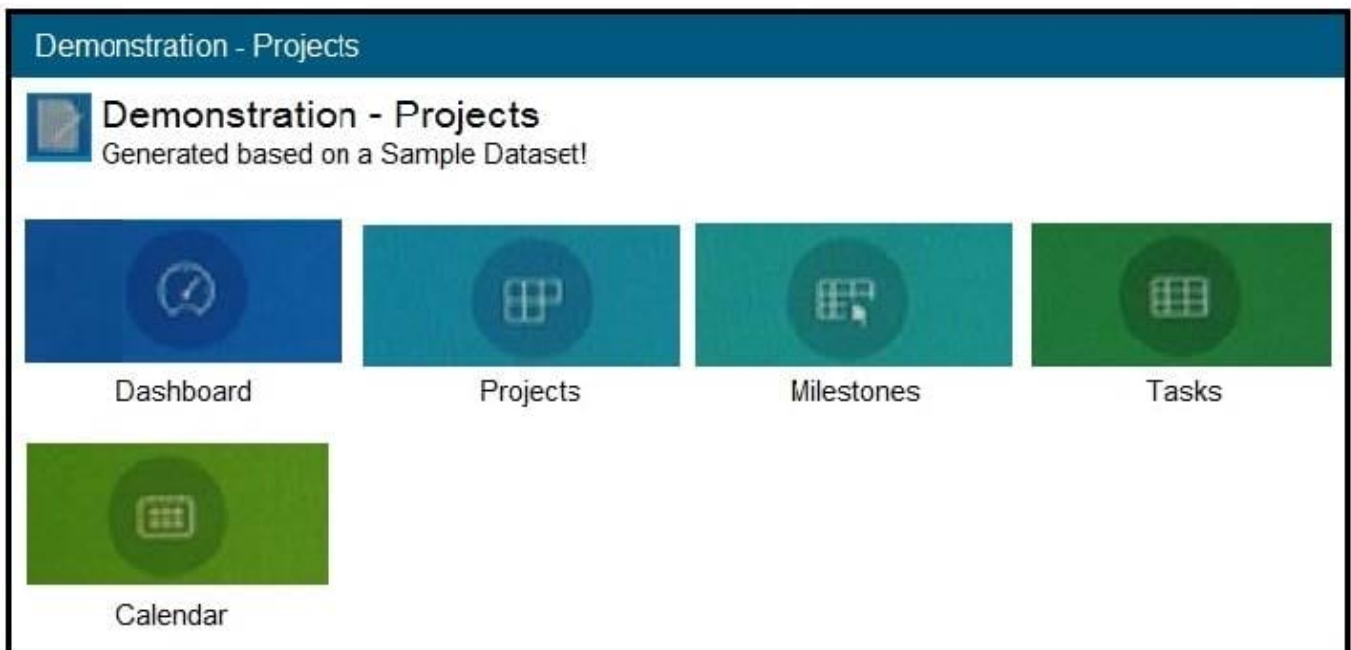 Demonstration - Projects
Demonstration - Projects
Generated based on a Sample Dataset!
Dashboard
Projects
Milestones
Tasks
Calendar